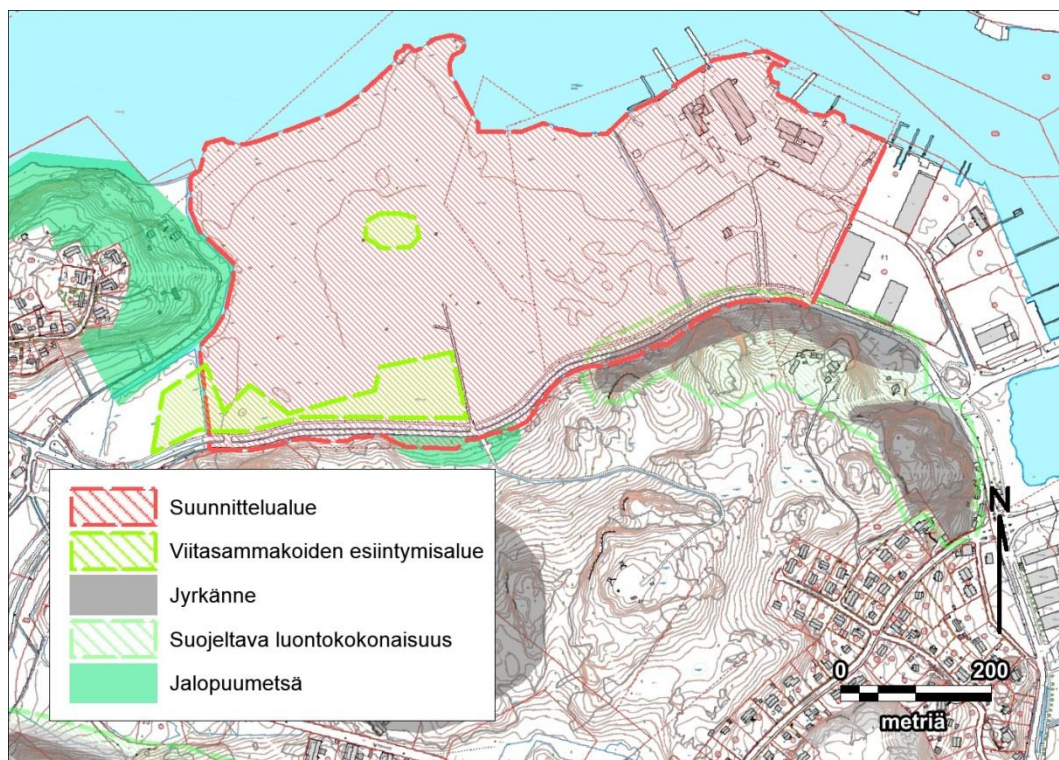 Suunnittelualue
Viitasammakoiden esiintymisalue
Jyrkänne
Suojeltava luontokokonaisuus
Jalopuumetsä
N
0 200
metriä